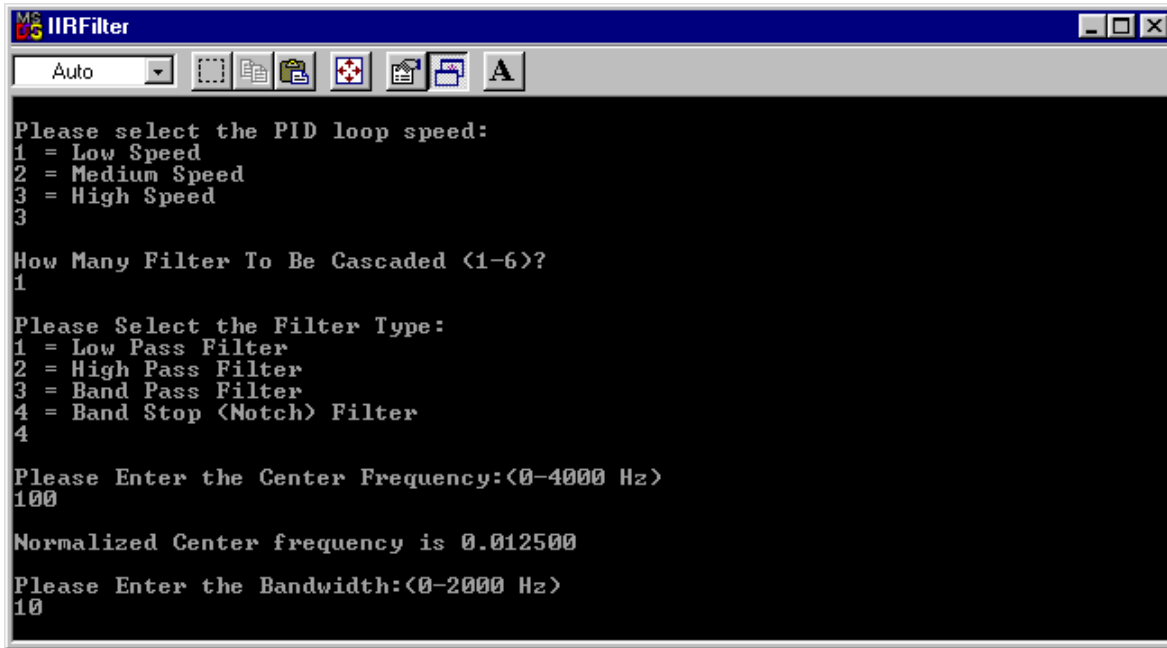 IIRFilter
Auto
A
Please select the PID loop speed:
1 = Low Speed
2 = Medium Speed
3 = High Speed
3
How Many Filter To Be Cascaded (1-6)?
1
Please Select the Filter Type:
1 = Low Pass Filter
2 = High Pass Filter
3 = Band Pass Filter
4 = Band Stop (Notch) Filter
4
Please Enter the Center Frequency:(0-4000 Hz)
100
Normalized Center frequency is 0.012500
Please Enter the Bandwidth:(0-2000 Hz)
10